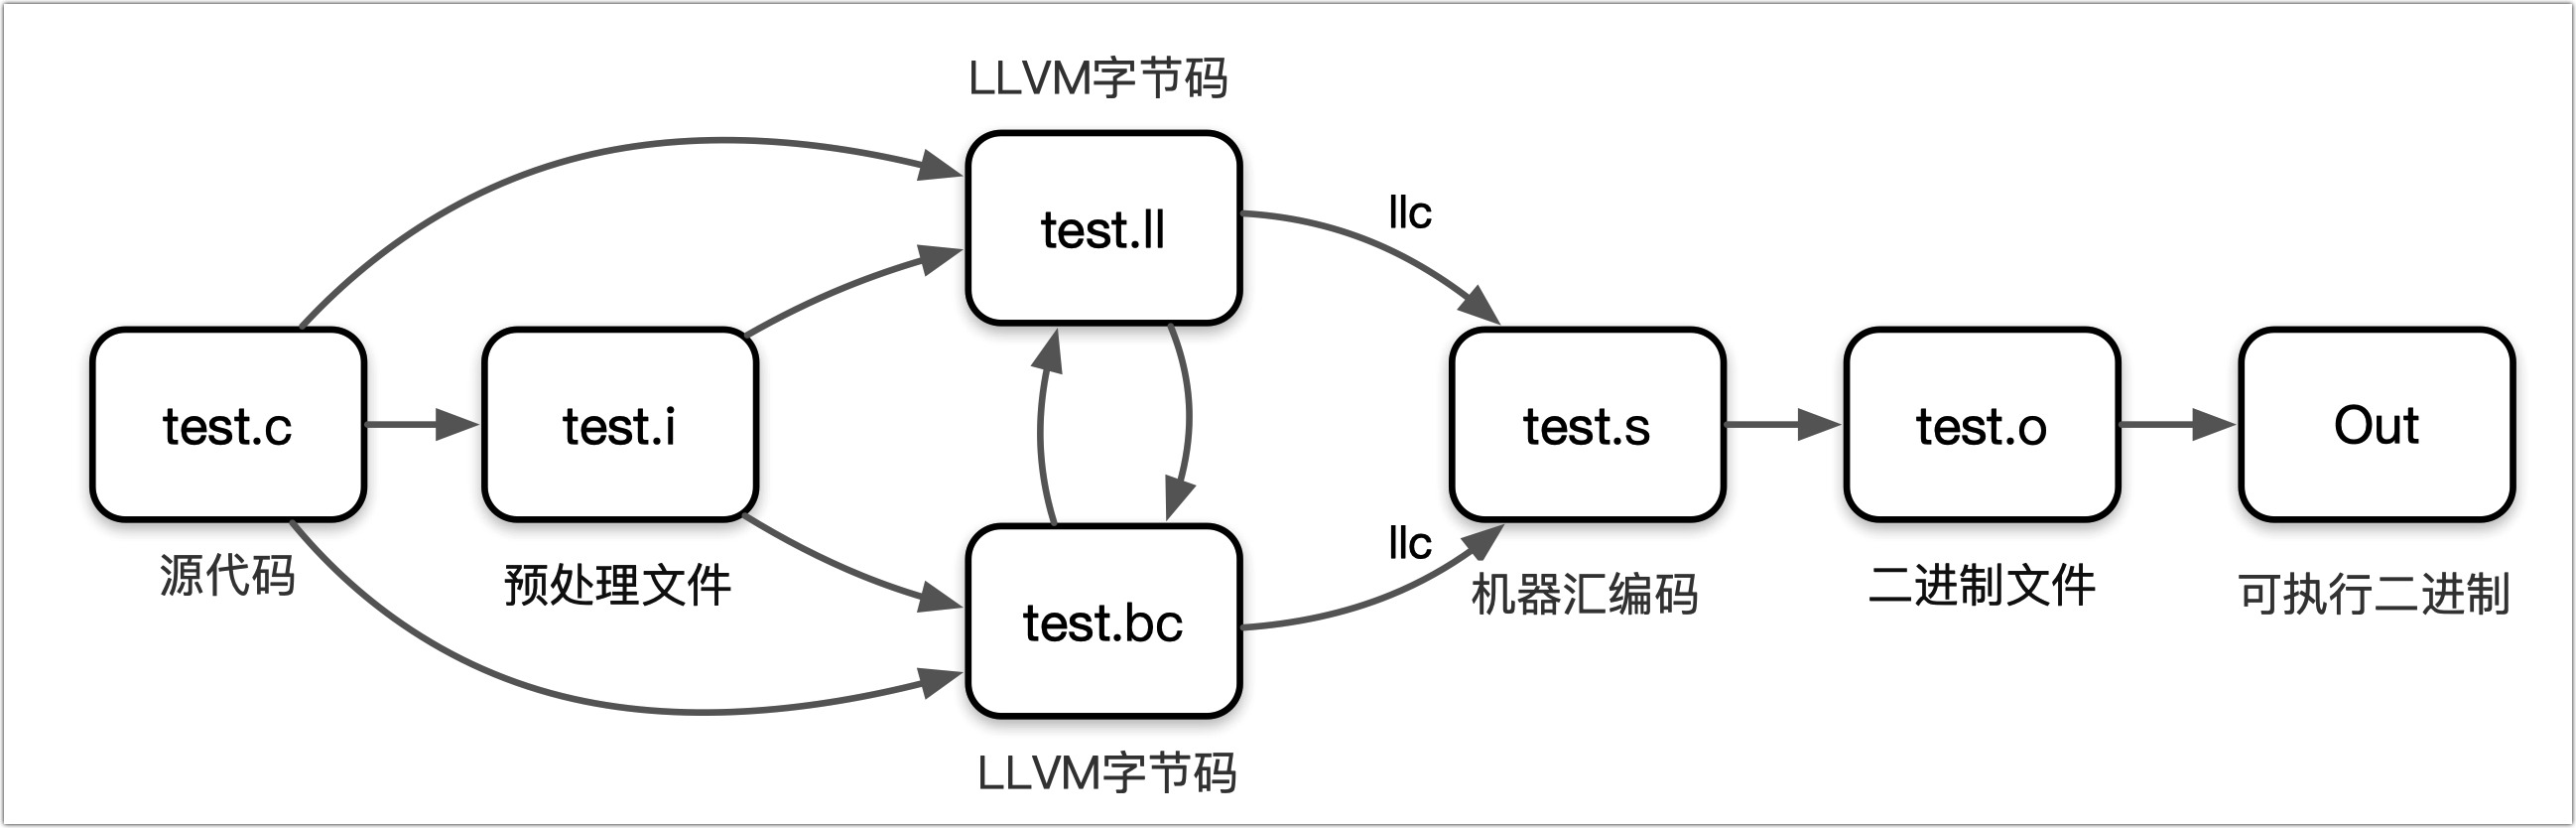 LLVM字节码
test.ll
llc
test.c
test.i
test.s
test.o
Out
源代码
预处理文件
llc
机器汇编码
二进制文件
可执行二进制
test.bc
LLVM字节码